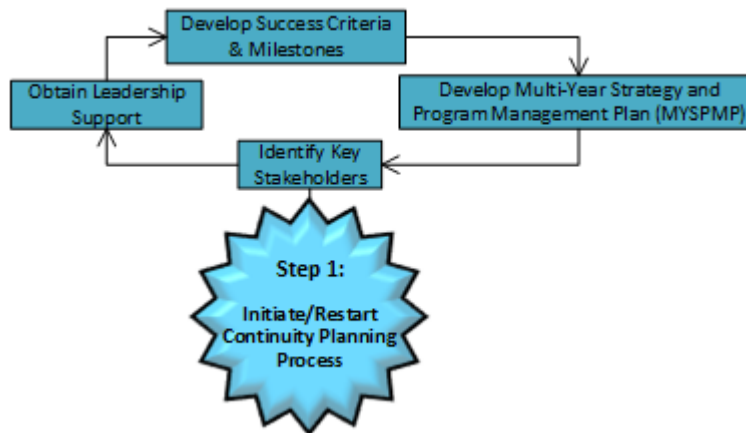 Develop Success Criteria
& Milestones
Obtain Leadership
Support
Develop Multi-Year Strategy and
Program Management Plan (MYSPMP)
Identify Key
Stakeholders
Step 1:
Initiate/Restart
Continuity Planning
Process